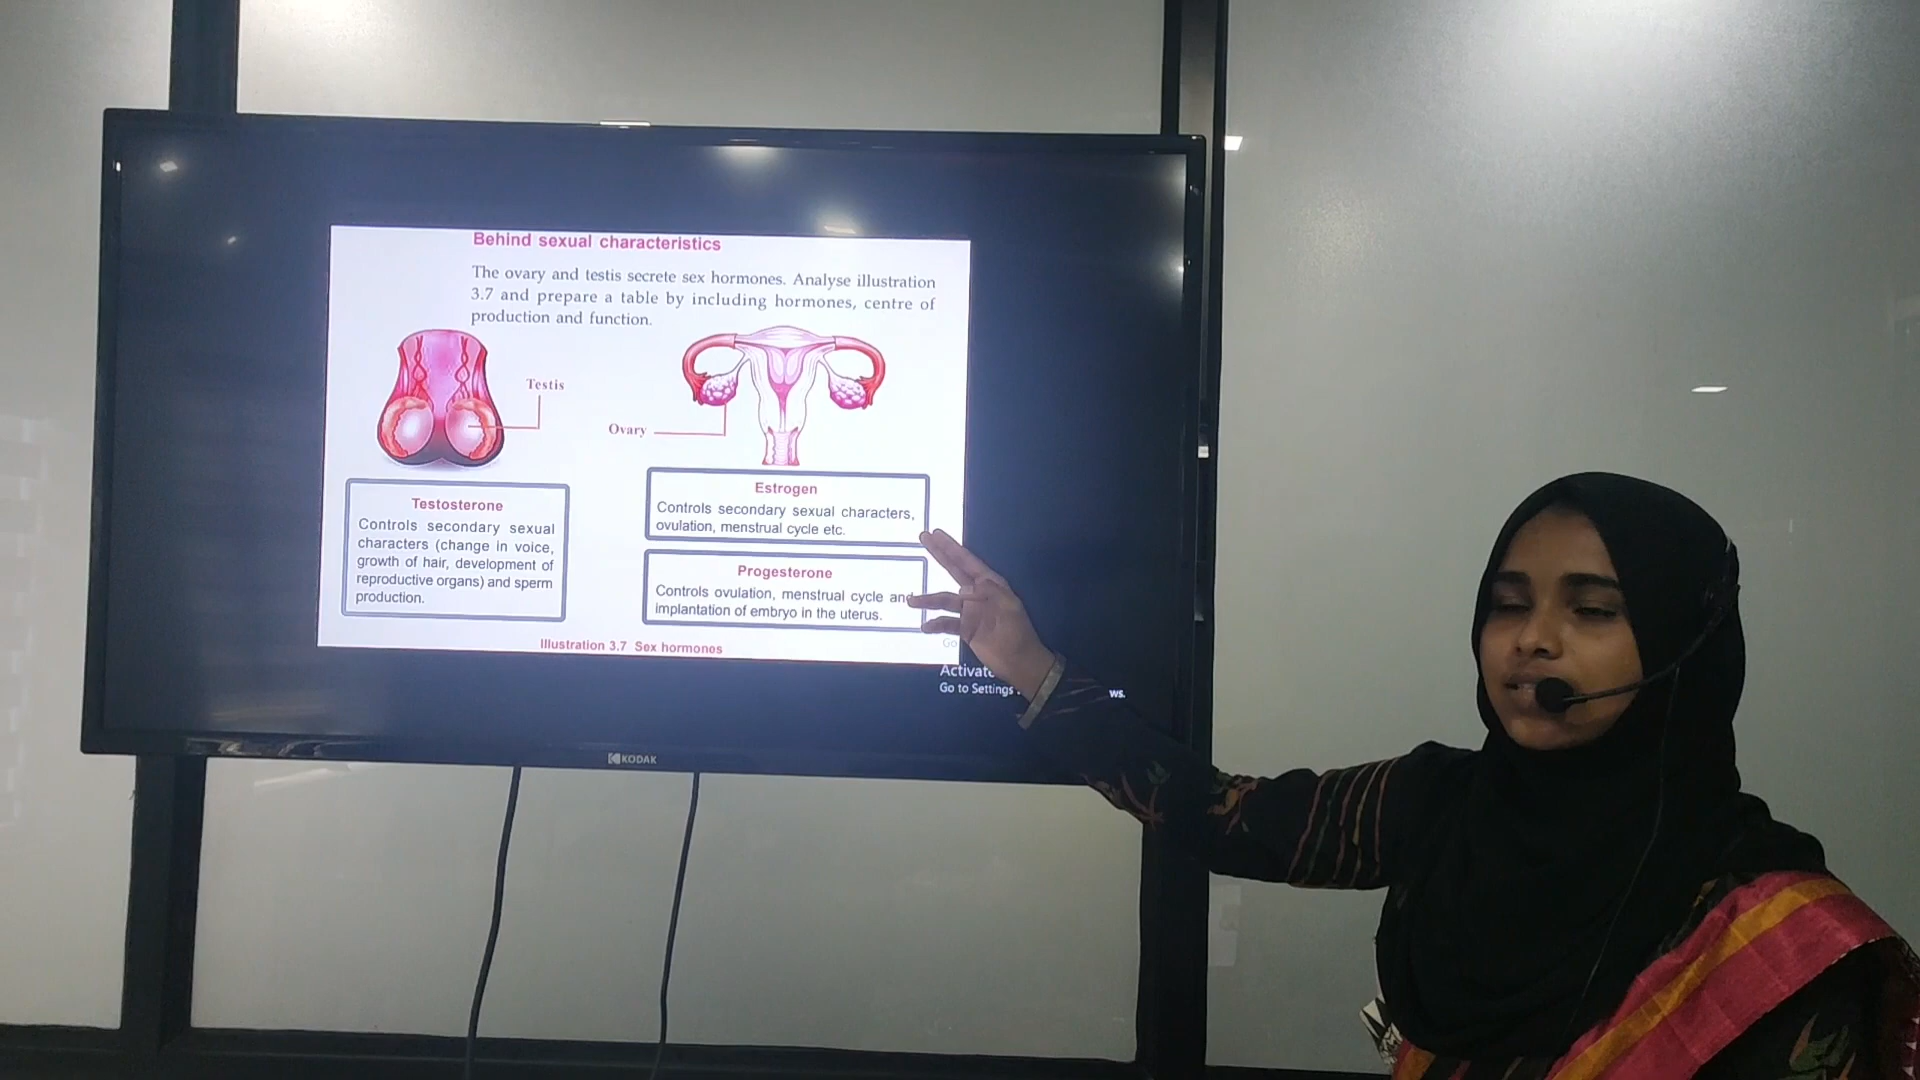 Behind sexual characteristics
The ovary and testis secrete sex hormones. Analyse illustration
3.7 and prepare a table by including hormones, centre of
production and function.
Testis
Ovary
Testosterone
Controls secondary sexual
characters (change in voice,
growth of hair, development of
reproductive organs) and sperm
production.
Estrogen
Controls secondary sexual characters,
ovulation, menstrual cycle etc.
Progesterone
Controls ovulation, menstrual cycle and
implantation of embryo in the uterus.
Illustration 3.7 Sex hormones
Go
Go to Settings
KODAK